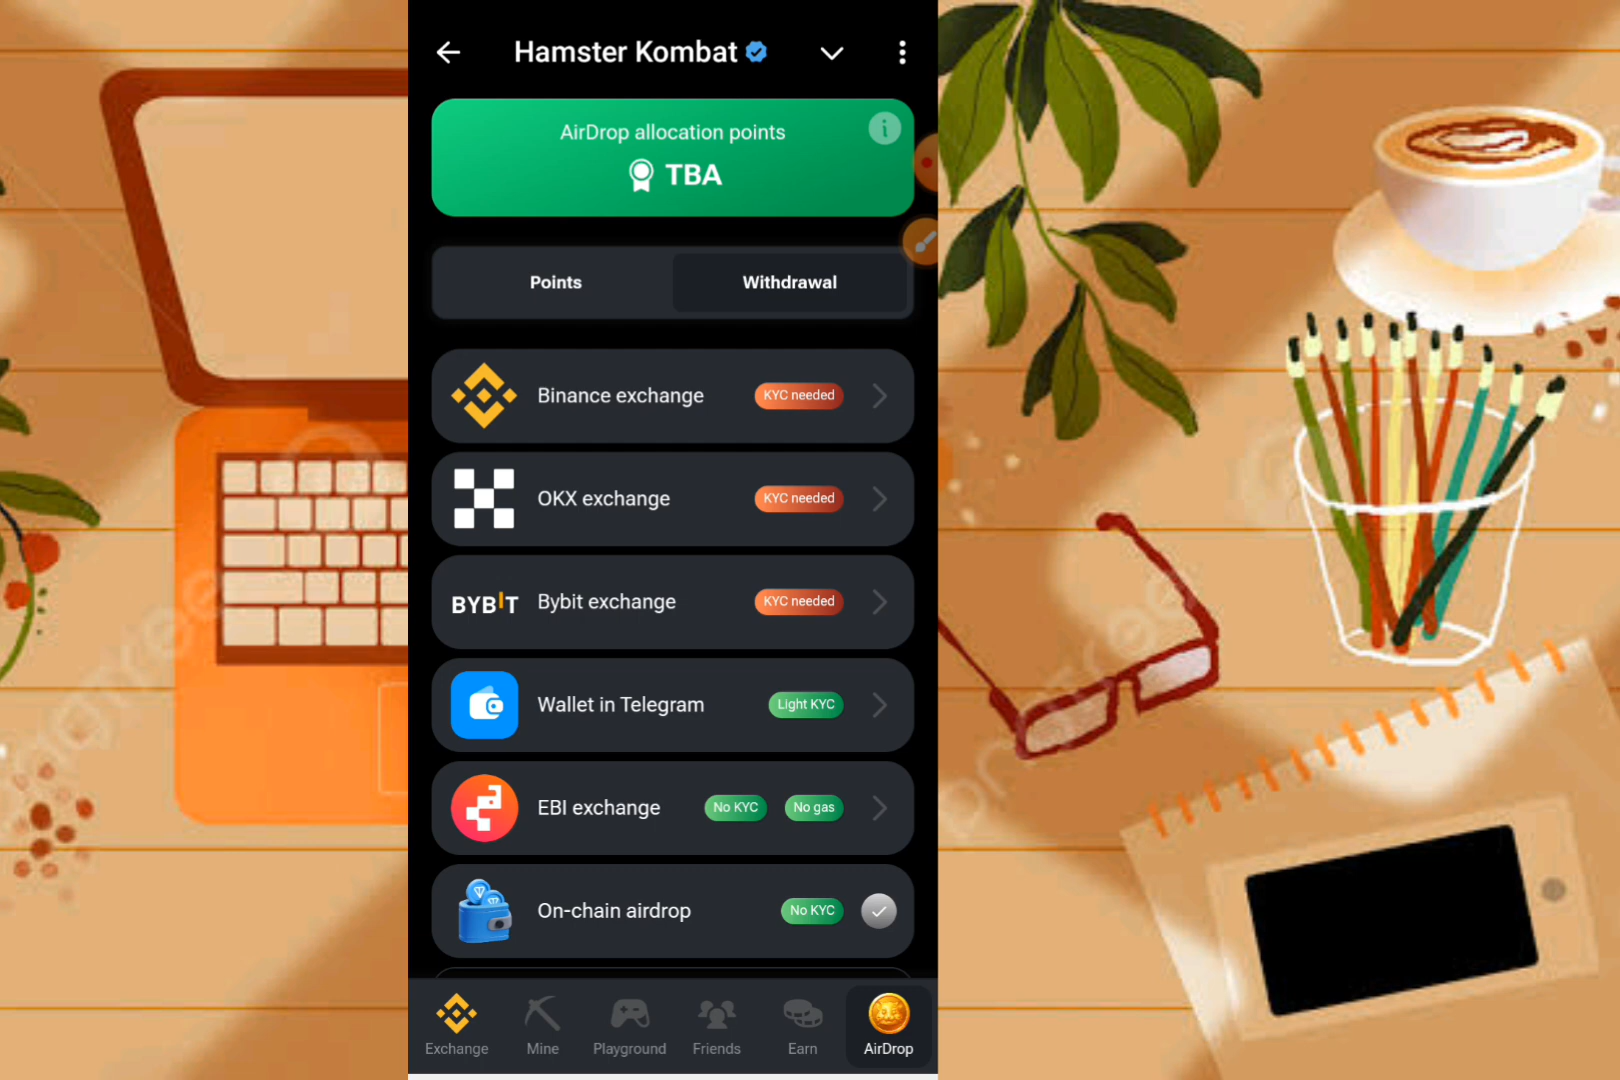 Hamster Kombat
AirDrop allocation points
TBA
Points
Withdrawal
Binance exchange
KYC needed
OKX exchange
KYC needed
BYBIT
Bybit exchange
KYC needed
Wallet in Telegram
Light KYC
EBI exchange
No KYC
No gas
On-chain airdrop
No KYC
Exchange
Mine
Playground
Friends
Earn
AirDrop